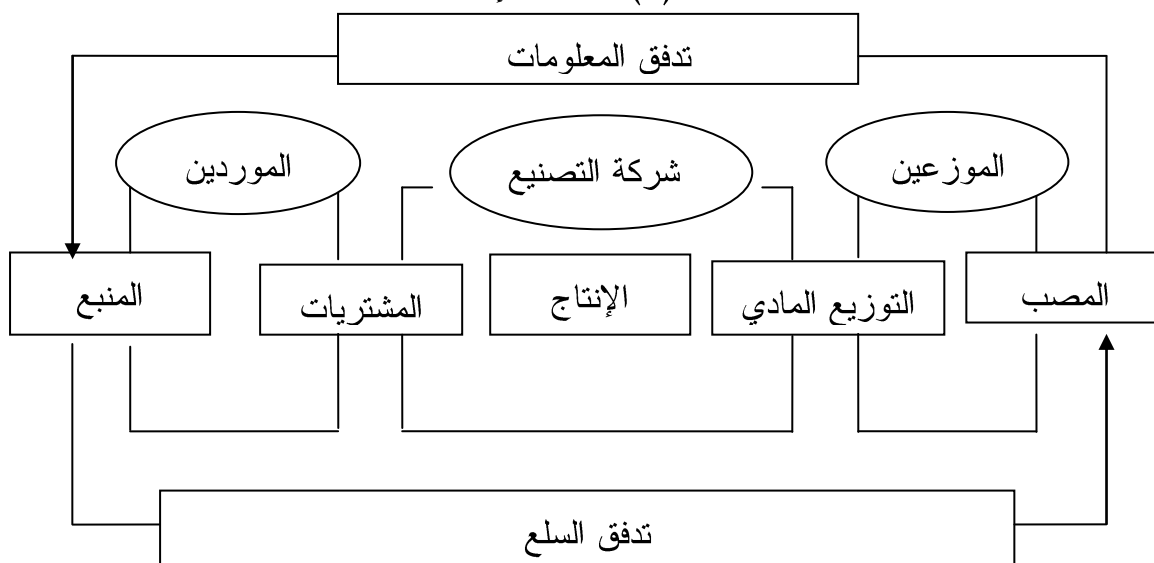 تدفق المعلومات
الموزعين
شركة التصنيع
الموردين
المصب
التوزيع المادي
الإنتاج
المشتريات
المنبع
تدفق السلع